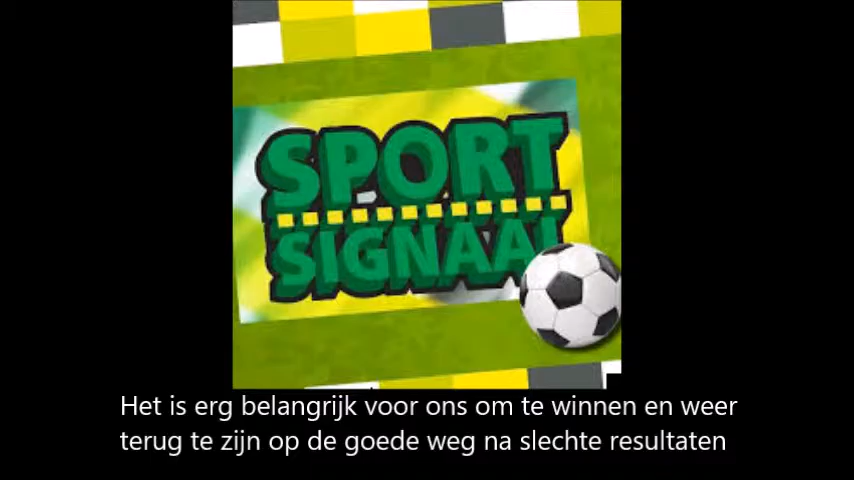 SPORT
SIGNAAL
Het is erg belangrijk voor ons om te winnen en weer
terug te zijn op de goede weg na slechte resultaten